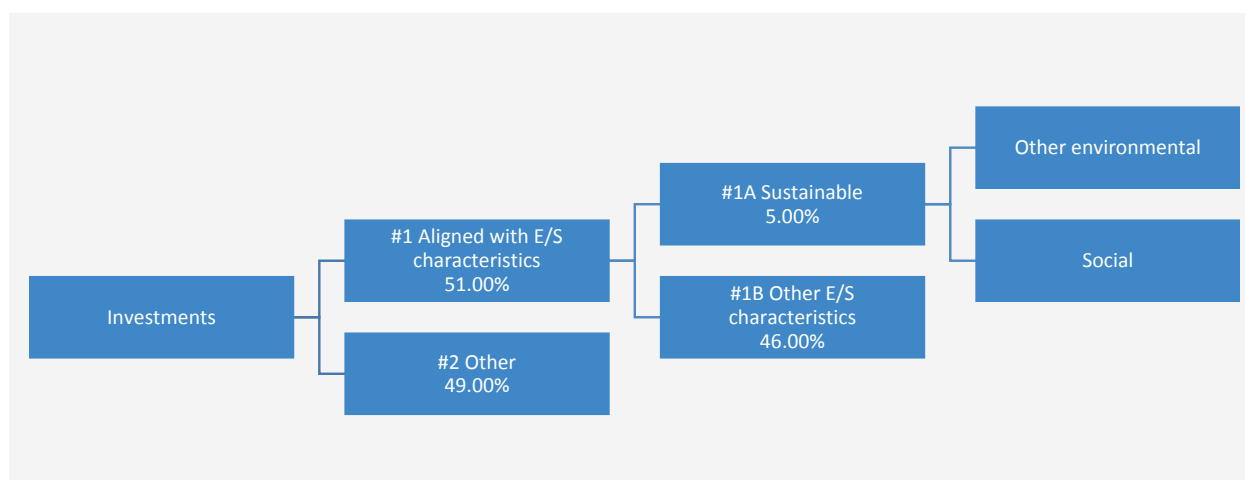 Investments
#1 Aligned with E/S
characteristics
51.00%
#2 Other
49.00%
#1A Sustainable
5.00%
#1B Other E/S
characteristics
46.00%
Other environmental
Social